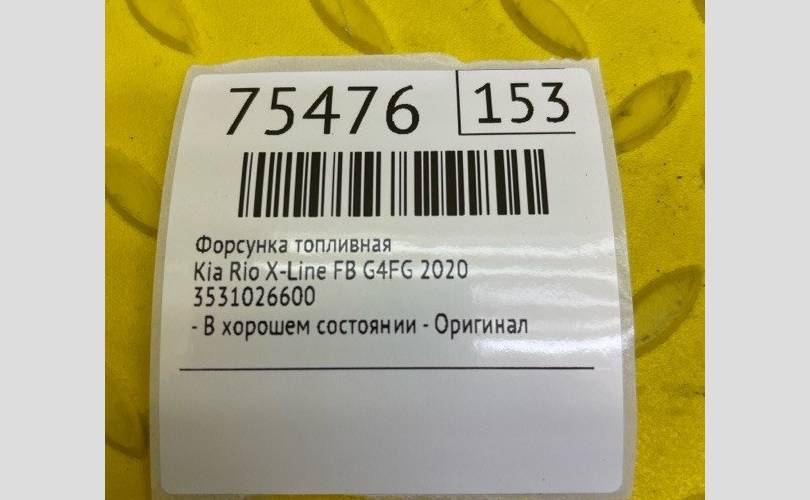 75476 153
Форсунка топливная
Kia Rio X-Line FB G4FG 2020
3531026600
- В хорошем состоянии - Оригинал